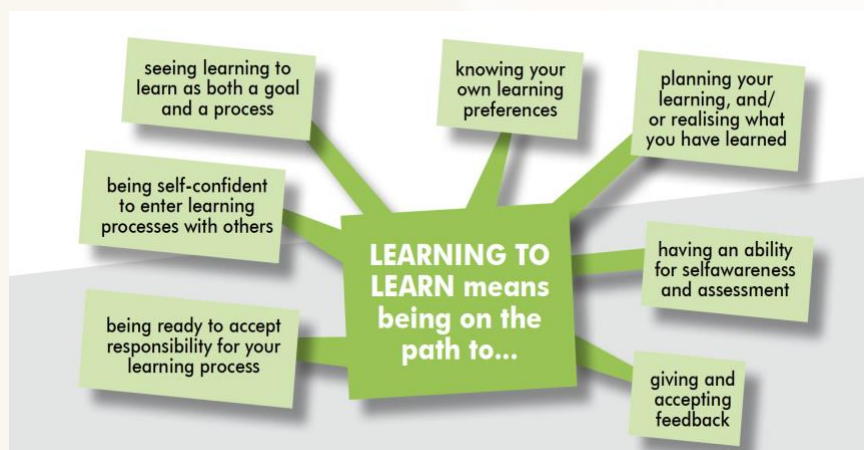 seeing learning to
learn as both a goal
and a process
knowing your
own learning
preferences
planning your
learning, and/
or realising what
you have learned
being self-confident
to enter learning
processes with others
LEARNING TO
LEARN means
being on the
path to...
having an ability
for selfawareness
and assessment
being ready to accept
responsibility for your
learning process
giving and
accepting
feedback